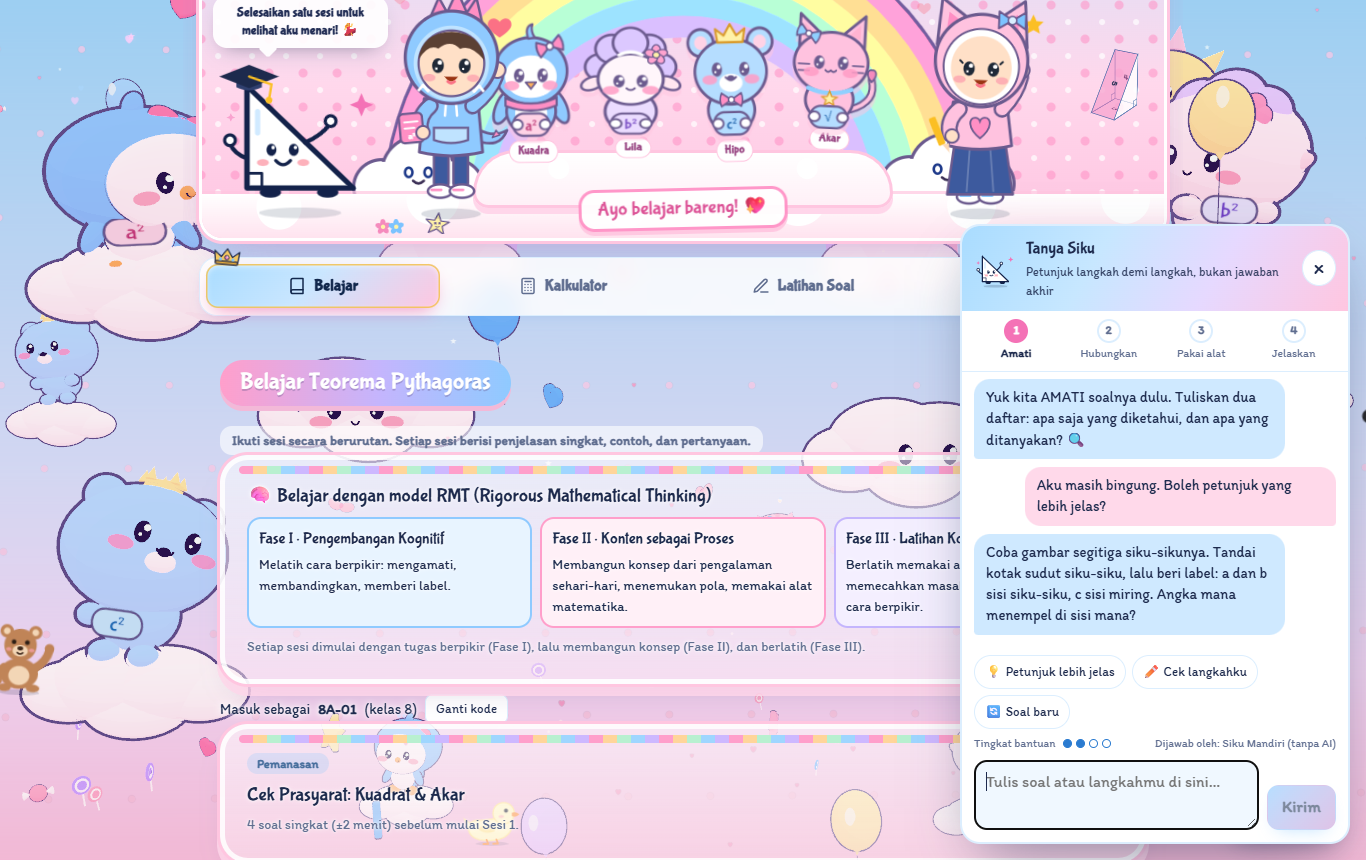 Selesaikan satu sesi untuk
melihat aku menari! 💃
a²
b²
c²
√
Kuadra
Lila
Hipo
Akar
Ayo belajar bareng! 💖
a²
b²
c²
Belajar
Kalkulator
Latihan Soal
Belajar Teorema Pythagoras
Ikuti sesi secara berurutan. Setiap sesi berisi penjelasan singkat, contoh, dan pertanyaan.
🧠 Belajar dengan model RMT (Rigorous Mathematical Thinking)
Fase I · Pengembangan Kognitif
Melatih cara berpikir: mengamati,
membandingkan, memberi label.
Fase II · Konten sebagai Proses
Membangun konsep dari pengalaman
sehari-hari, menemukan pola, memakai alat
matematika.
Fase III · Latihan Ko
Berlatih memakai a
memecahkan masa
cara berpikir.
Setiap sesi dimulai dengan tugas berpikir (Fase I), lalu membangun konsep (Fase II), dan berlatih (Fase III).
Masuk sebagai 8A-01 (kelas 8) Ganti kode
Pemanasan
Cek Prasyarat: Kuadrat & Akar
4 soal singkat (±2 menit) sebelum mulai Sesi 1.
Tanya Siku
Petunjuk langkah demi langkah, bukan jawaban
akhir
×
1
Amati
2
Hubungkan
3
Pakai alat
4
Jelaskan
Yuk kita AMATI soalnya dulu. Tuliskan dua
daftar: apa saja yang diketahui, dan apa yang
ditanyakan? 🔍
Aku masih bingung. Boleh petunjuk yang
lebih jelas?
Coba gambar segitiga siku-sikunya. Tandai
kotak sudut siku-siku, lalu beri label: a dan b
sisi siku-siku, c sisi miring. Angka mana
menempel di sisi mana?
💡 Petunjuk lebih jelas
✏️ Cek langkahku
🔄 Soal baru
Tingkat bantuan
Dijawab oleh: Siku Mandiri (tanpa AI)
Tulis soal atau langkahmu di sini...
Kirim